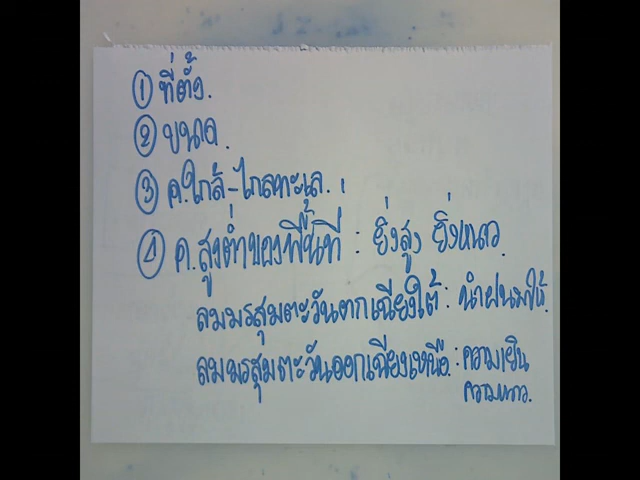 ① ที่ตั้ง.
② ขนาด.
③ ค.ใกล้-ไกลทะเล.
④ ค.สูงต่ำของพื้นที่ : ยิ่งสูง ยิ่งหนาว.
ลมมรสุมตะวันตกเฉียงใต้ : นำฝนมาให้.
ลมมรสุมตะวันออกเฉียงเหนือ : ความเย็น
ความหนาว.